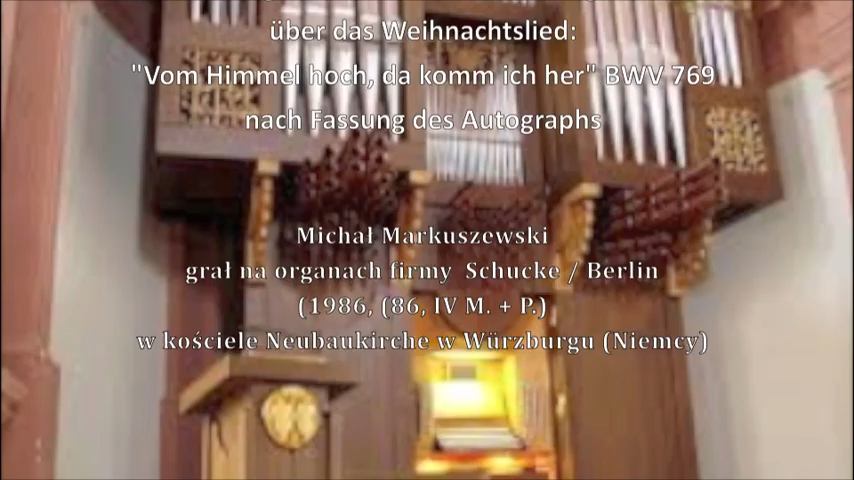 über das Weihnachtslied:
"Vom Himmel hoch, da komm ich her" BWV 769
nach Fassung des Autographs
Michał Markuszewski
grał na organach firmy Schucke / Berlin
(1986, (86, IV M. + P.)
w kościele Neubaukirche w Würzburgu (Niemcy)